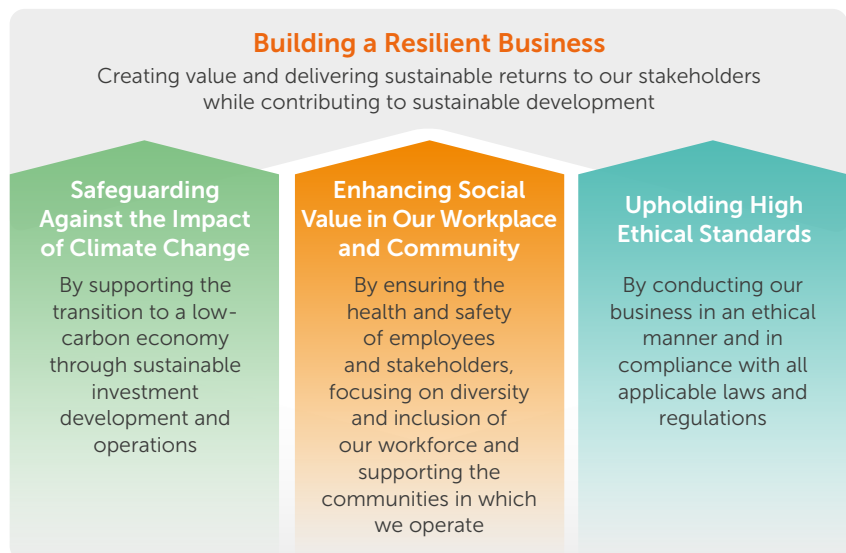 Building a Resilient Business
Creating value and delivering sustainable returns to our stakeholders
while contributing to sustainable development
Safeguarding
Against the Impact
of Climate Change
By supporting the
transition to a low-
carbon economy
through sustainable
investment
development and
operations
Enhancing Social
Value in Our Workplace
and Community
By ensuring the
health and safety
of employees
and stakeholders,
focusing on diversity
and inclusion of
our workforce and
supporting the
communities in which
we operate
Upholding High
Ethical Standards
By conducting our
business in an ethical
manner and in
compliance with all
applicable laws and
regulations